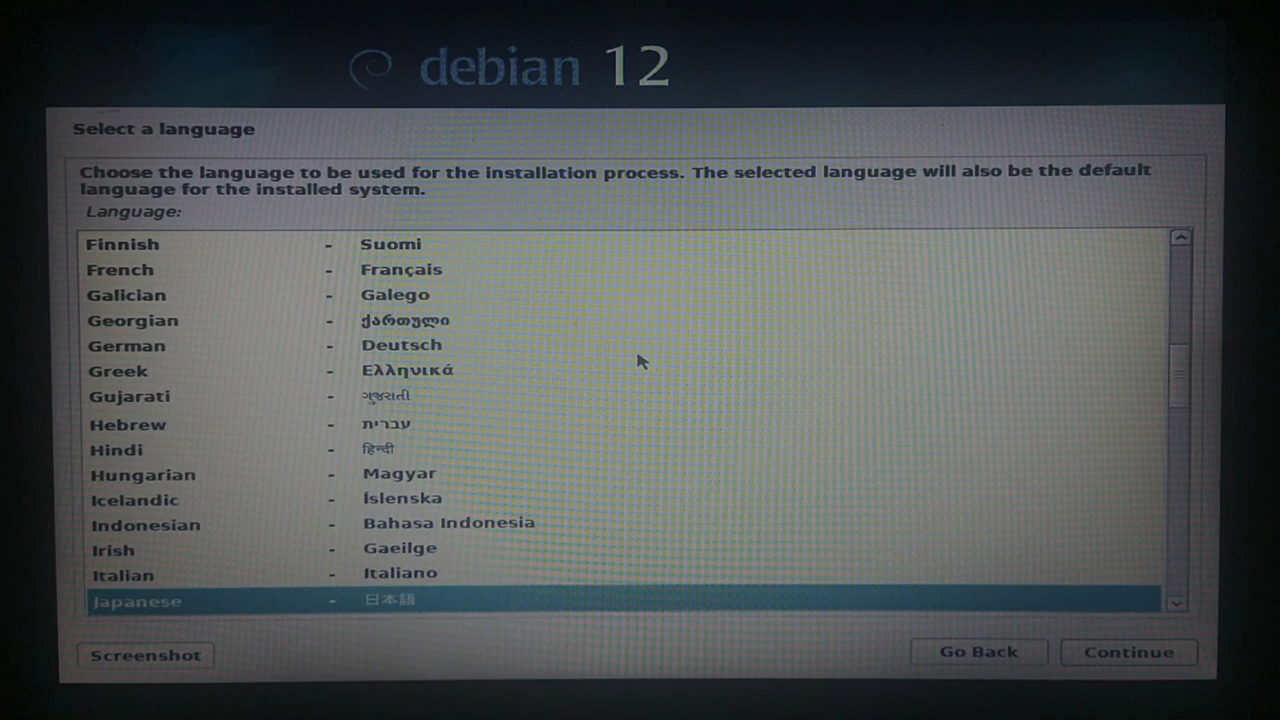 debian 12
Select a language
Choose the language to be used for the installation process. The selected language will also be the default
language for the installed system.
Language:
Finnish - Suomi
French - Français
Galician - Galego
Georgian - ქართული
German - Deutsch
Greek - Ελληνικά
Gujarati - ગુજરાતી
Hebrew - עברית
Hindi - हिन्दी
Hungarian - Magyar
Icelandic - Íslenska
Indonesian - Bahasa Indonesia
Irish - Gaeilge
Italian - Italiano
Japanese - 日本語
Screenshot Go Back Continue